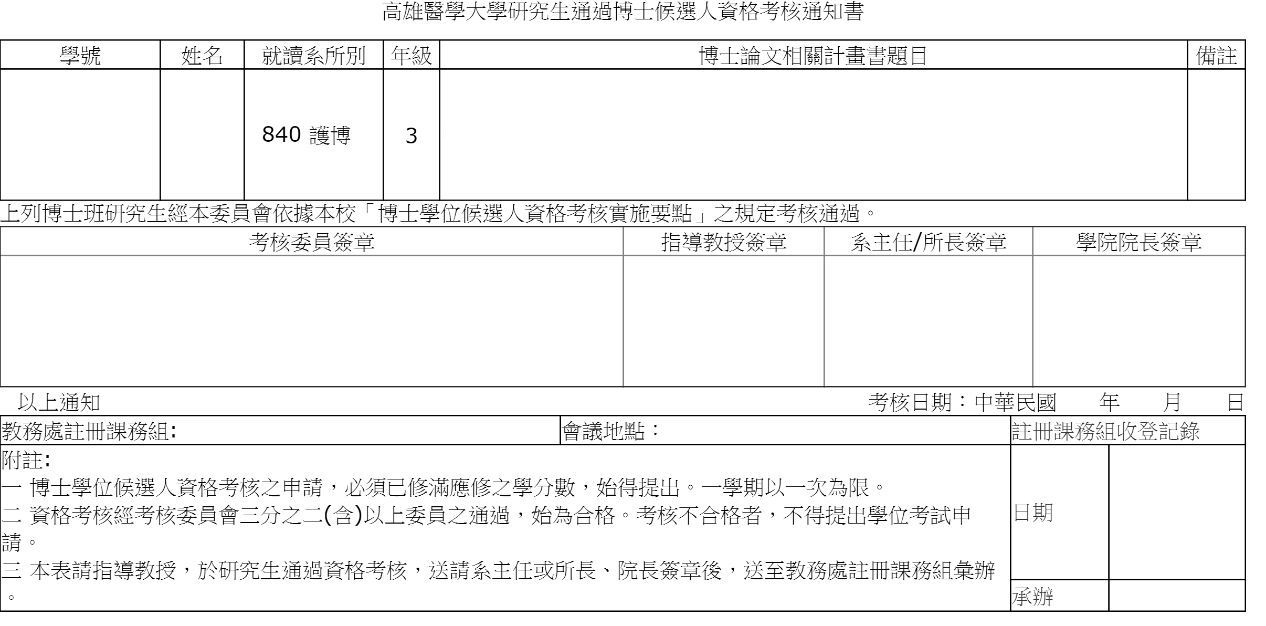 高雄醫學大學研究生通過博士候選人資格考核通知書
學號 姓名 就讀系所別 年級 博士論文相關計畫書題目 備註
840 護博 3
上列博士班研究生經本委員會依據本校「博士學位候選人資格考核實施要點」之規定考核通過。
考核委員簽章 指導教授簽章 系主任/所長簽章 學院院長簽章
以上通知 考核日期：中華民國 年 月 日
教務處註冊課務組: 會議地點： 註冊課務組收登記錄
附註:
一 博士學位候選人資格考核之申請，必須已修滿應修之學分數，始得提出。一學期以一次為限。
二 資格考核經考核委員會三分之二(含)以上委員之通過，始為合格。考核不合格者，不得提出學位考試申
請。
三 本表請指導教授，於研究生通過資格考核，送請系主任或所長、院長簽章後，送至教務處註冊課務組彙辦
。
日期
承辦